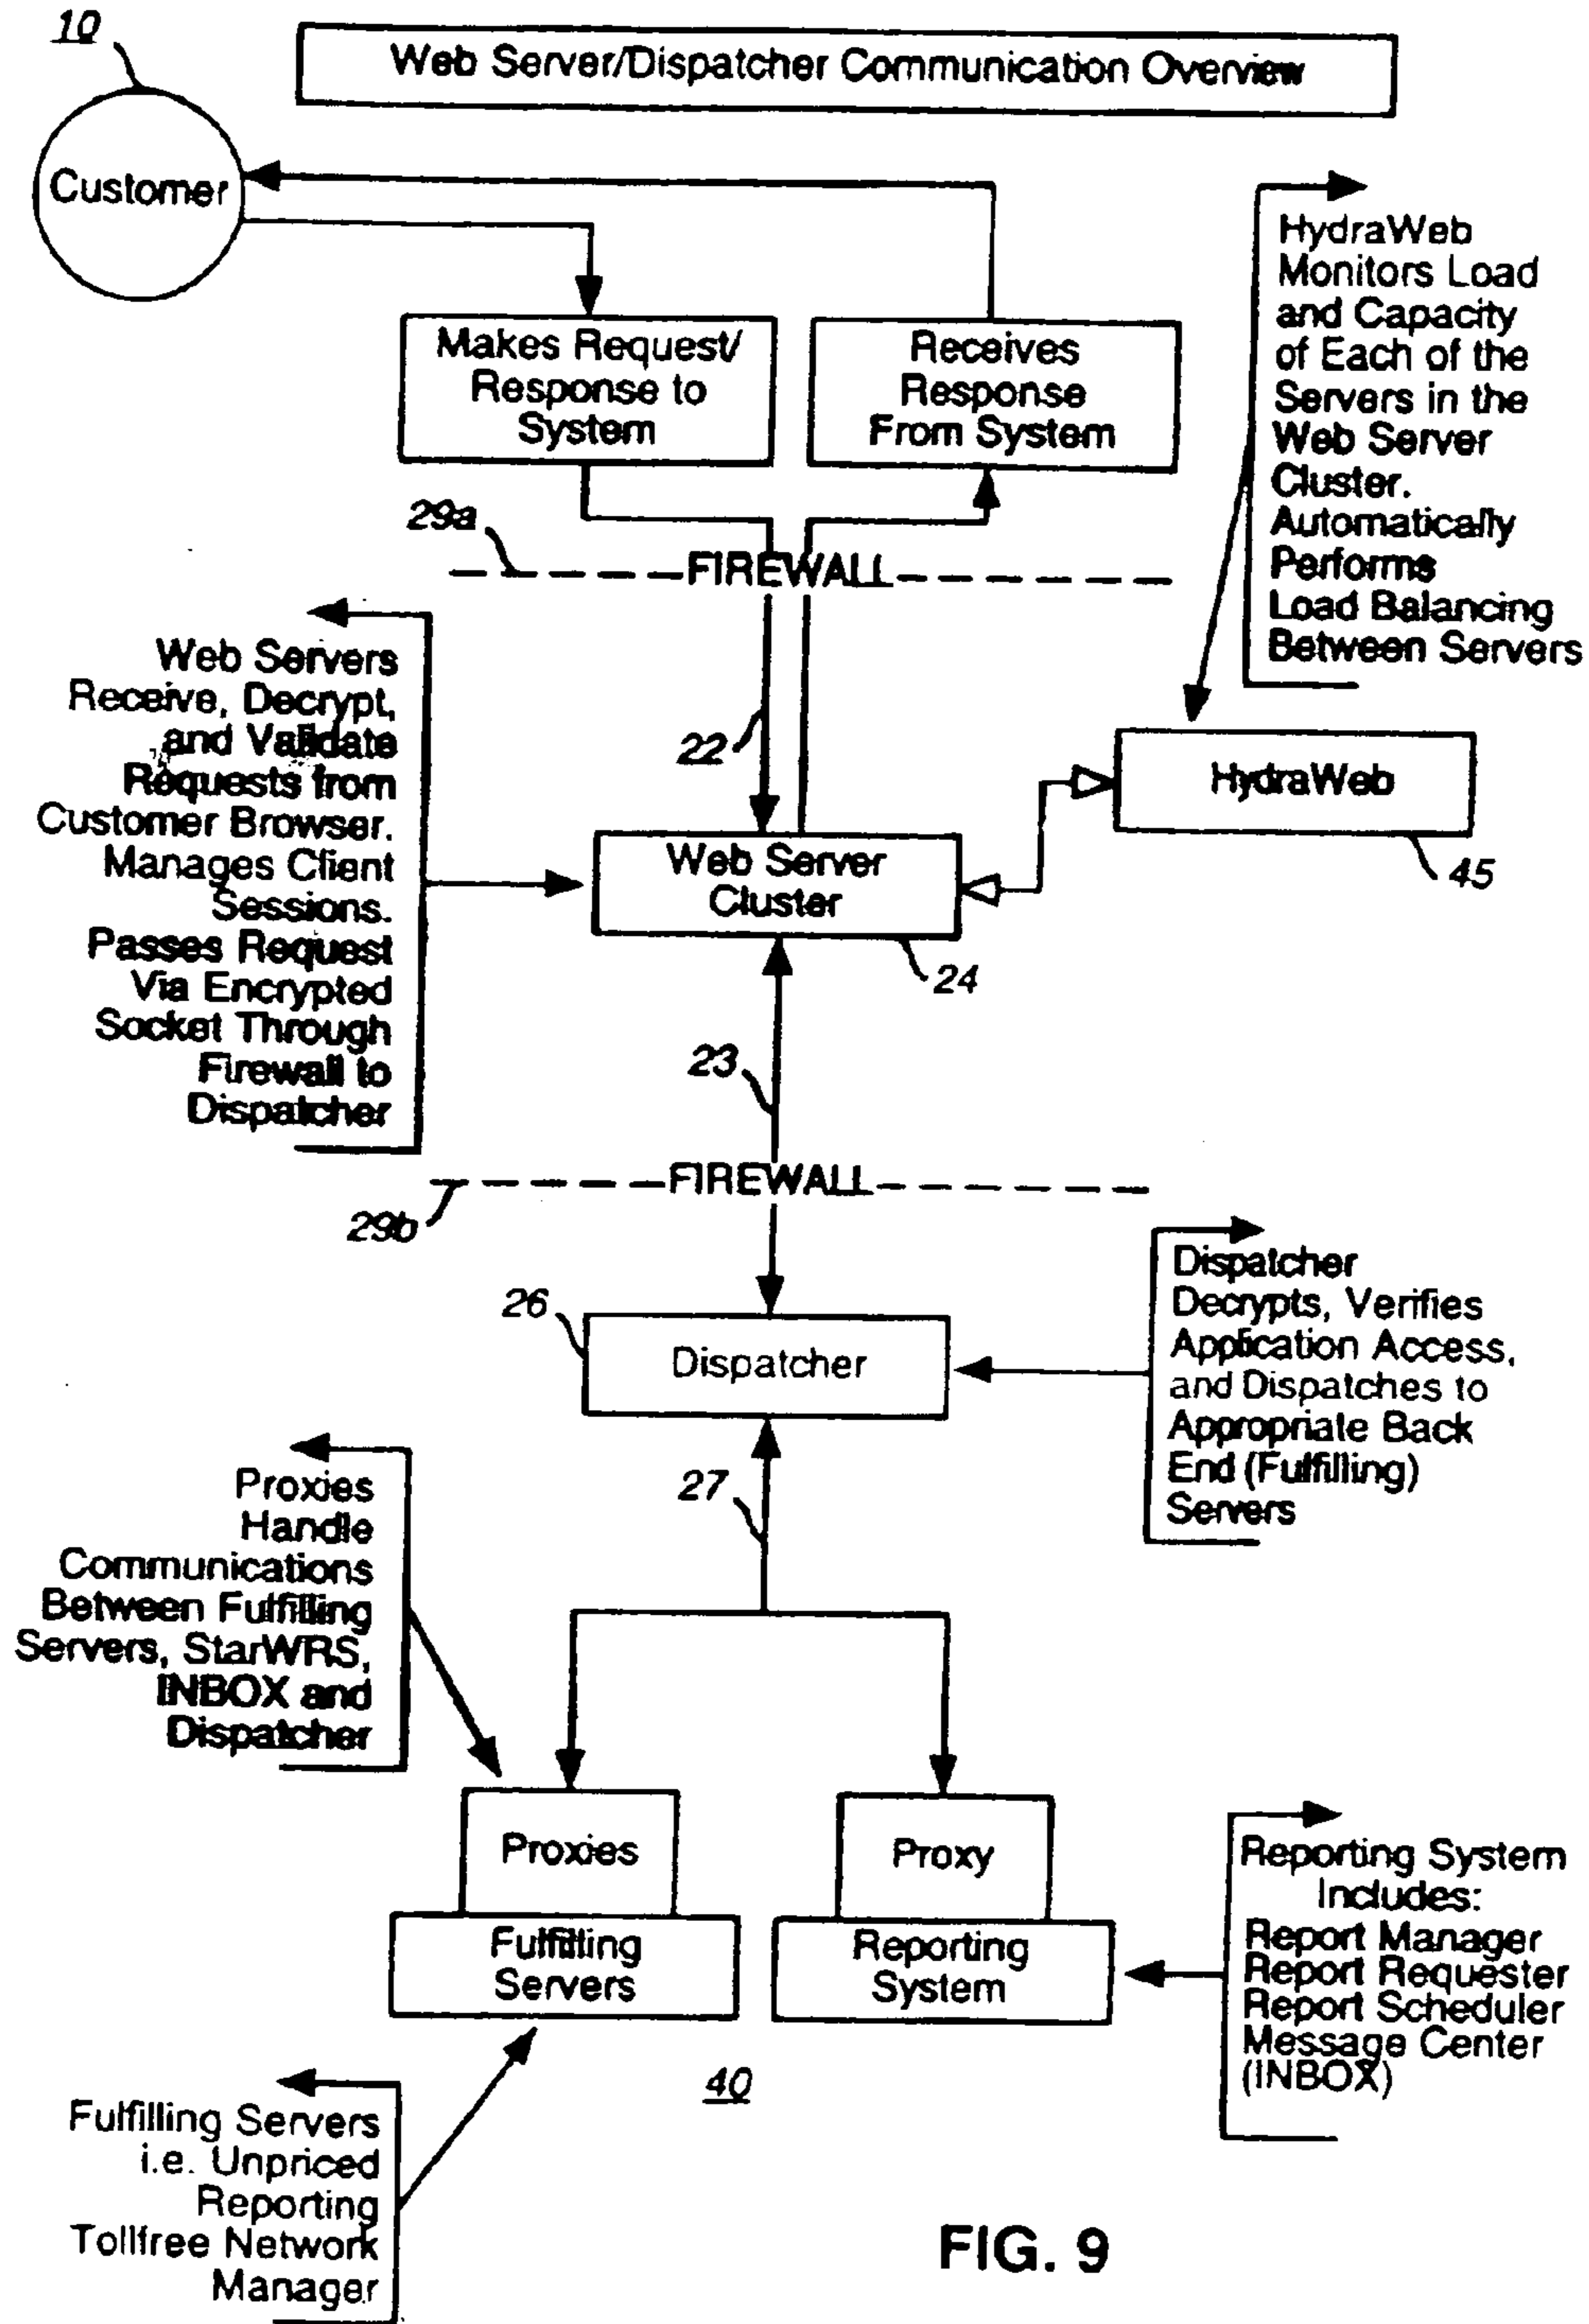 10
Web Server/Dispatcher Communication Overview
Customer
Makes Request/
Response to
System
Receives
Response
From System
HydraWeb
Monitors Load
and Capacity
of Each of the
Servers in the
Web Server
Cluster.
Automatically
Performs
Load Balancing
Between Servers
29a
FIREWALL
Web Servers
Receive, Decrypt,
and Validate
Requests from
Customer Browser.
Manages Client
Sessions.
Passes Request
Via Encrypted
Socket Through
Firewall to
Dispatcher
22
HydraWeb
45
Web Server
Cluster
24
23
FIREWALL
29b
26
Dispatcher
Dispatcher
Decrypts, Verifies
Application Access,
and Dispatches to
Appropriate Back
End (Fulfilling)
Servers
27
Proxies
Handle
Communications
Between Fulfilling
Servers, StarWRS,
INBOX and
Dispatcher
Proxies
Fulfilling
Servers
Proxy
Reporting
System
Reporting System
Includes:
Report Manager
Report Requester
Report Scheduler
Message Center
(INBOX)
40
Fulfilling Servers
i.e. Unpriced
Reporting
Tollfree Network
Manager
FIG. 9